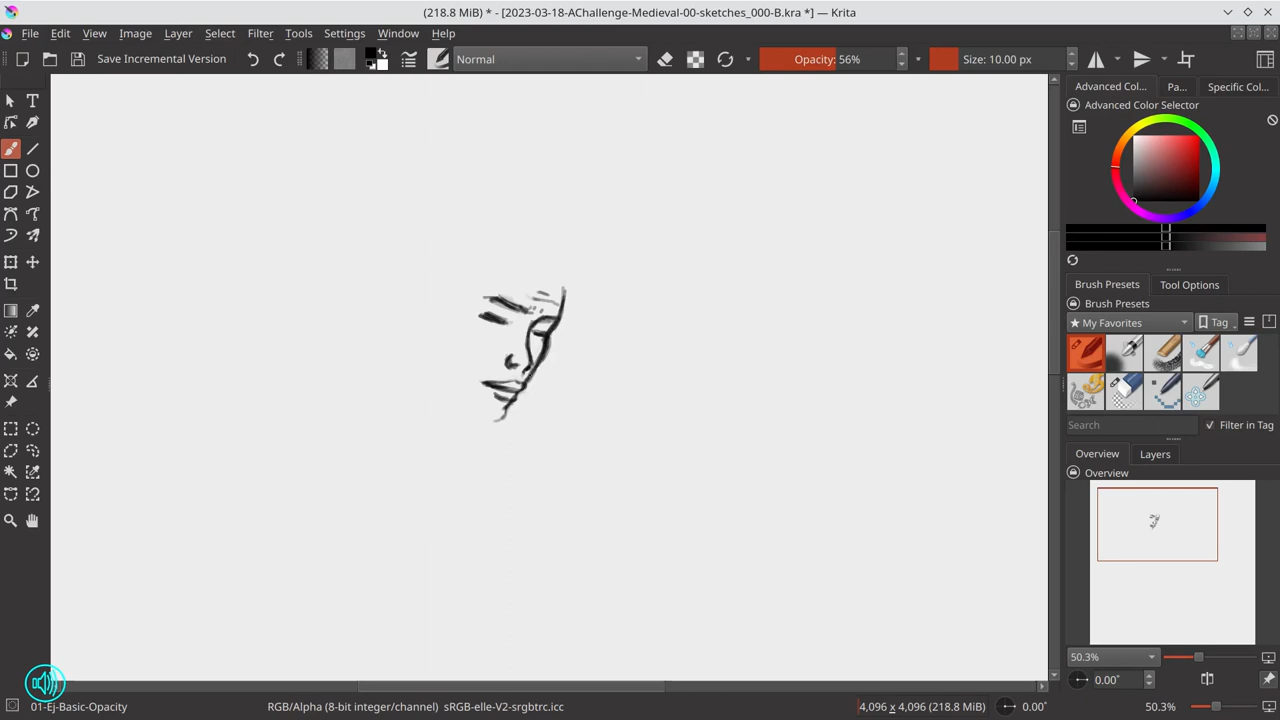 (218.8 MiB) * - [2023-03-18-AChallenge-Medieval-00-sketches_000-B.kra *] — Krita
File Edit View Image Layer Select Filter Tools Settings Window Help
Save Incremental Version Normal Opacity: 56% Size: 10.00 px
Advanced Col... Pa... Specific Col...
Advanced Color Selector
Brush Presets Tool Options
Brush Presets
★ My Favorites Tag
Search Filter in Tag
Overview Layers
Overview
50.3%
0.00°
01-Ej-Basic-Opacity RGB/Alpha (8-bit integer/channel) sRGB-elle-V2-srgbtrc.icc 4,096 x 4,096 (218.8 MiB) 0.00° 50.3%